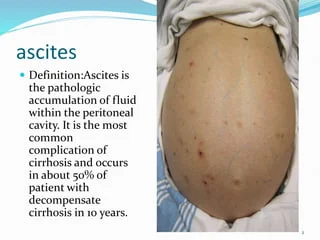 ascites
Definition:Ascites is
the pathologic
accumulation of fluid
within the peritoneal
cavity. It is the most
common
complication of
cirrhosis and occurs
in about 50% of
patient with
decompensate
cirrhosis in 10 years.